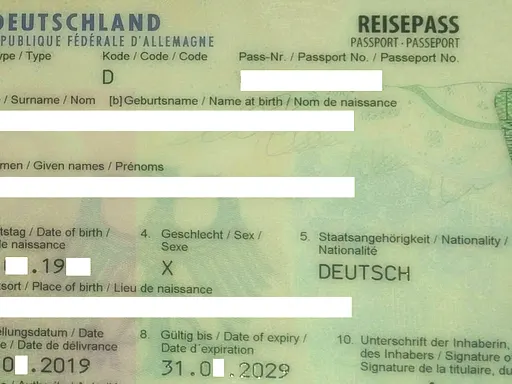 DEUTSCHLAND REISEPASS
PUBLIQUE FÉDÉRALE D'ALLEMAGNE PASSPORT · PASSEPORT
ype / Type Kode / Code / Code Pass-Nr. / Passport No. / Passeport No.
D
/ Surname / Nom [b]Geburtsname / Name at birth / Nom de naissance
men / Given names / Prénoms
tstag / Date of birth / 4. Geschlecht / Sex / 5. Staatsangehörigkeit / Nationality /
de naissance Sexe Nationalité
.19 X DEUTSCH
tsort / Place of birth / Lieu de naissance
ellungsdatum / Date 8. Gültig bis / Date of expiry / 10. Unterschrift der Inhaberin,
e / Date de délivrance Date d´expiration des Inhabers / Signature o
0 .2019 31.0 .2029 Signature de la titulaire, du